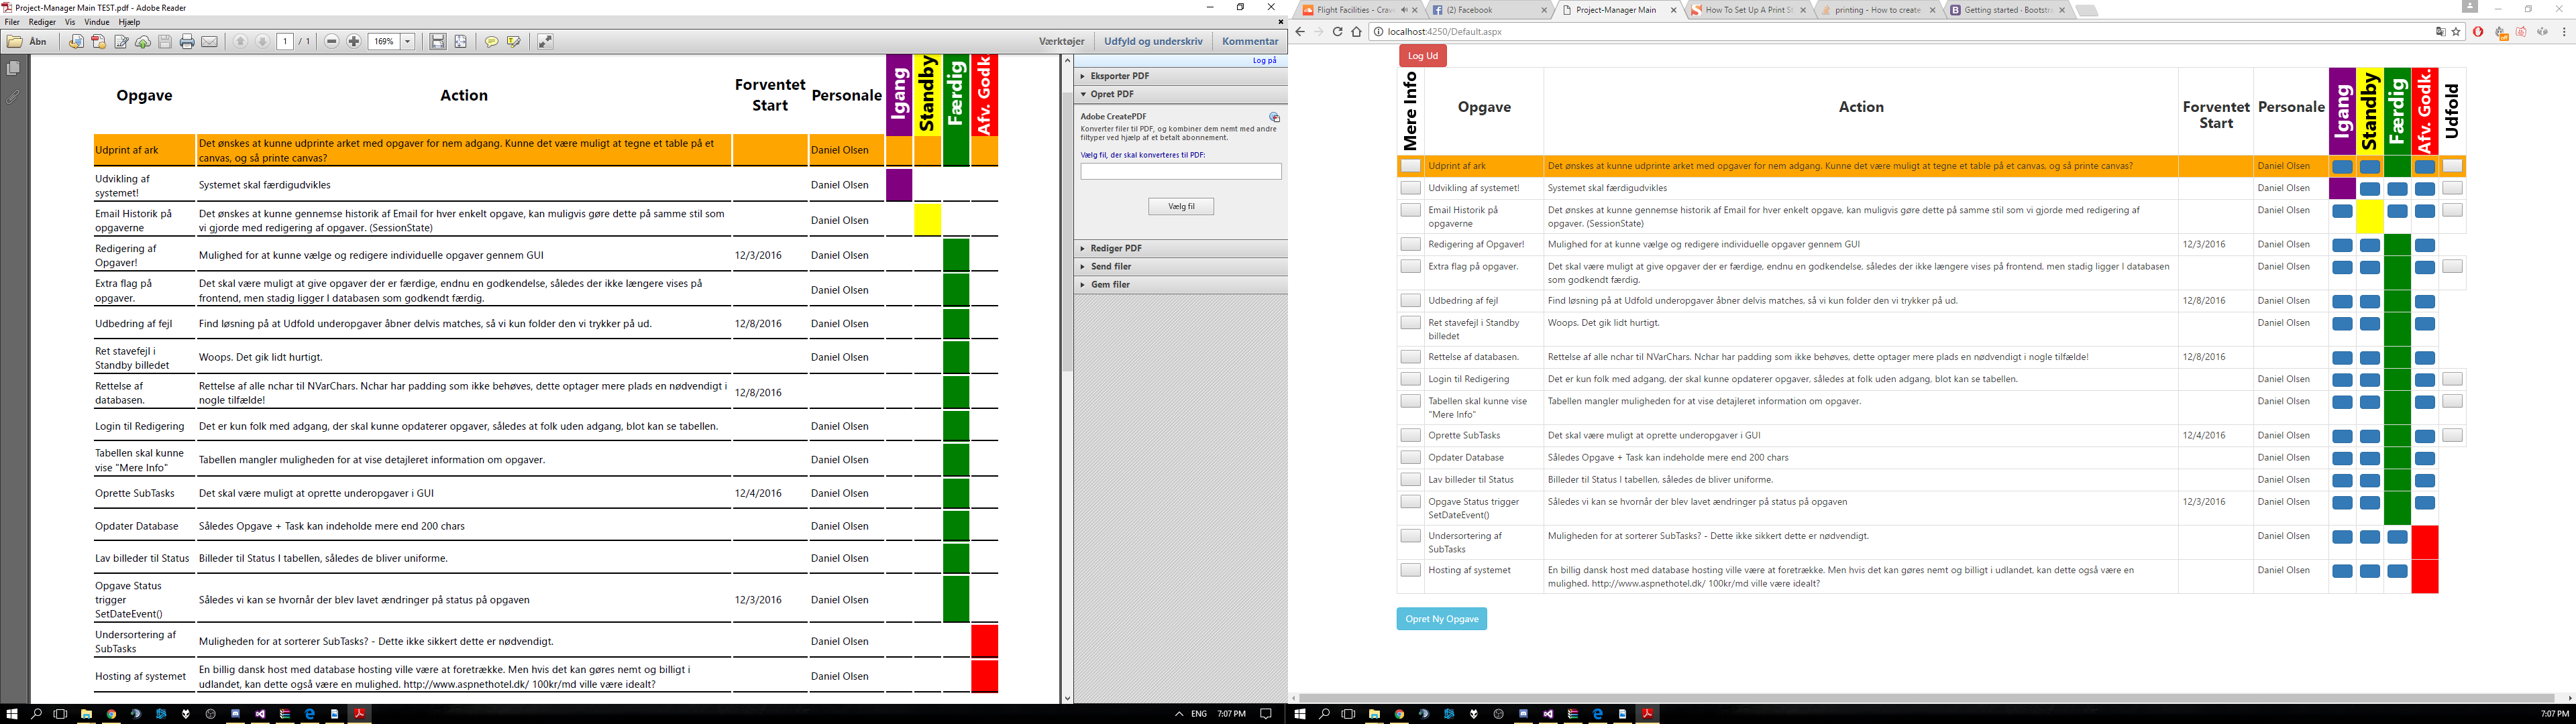 Project-Manager Main TEST.pdf - Adobe Reader
Filer Rediger Vis Vindue Hjælp
Åbn
1 / 1
169%
Værktøjer Udfyld og underskriv Kommentar
Log på
Eksporter PDF
Opret PDF
Adobe CreatePDF
Konverter filer til PDF, og kombiner dem nemt med andre
filtyper ved hjælp af et betalt abonnement.
Vælg fil, der skal konverteres til PDF:
Vælg fil
Rediger PDF
Send filer
Gem filer
Opgave Action Forventet Start Personale Igang Standby Færdig Afv. Godk.
Udprint af ark
Det ønskes at kunne udprinte arket med opgaver for nem adgang. Kunne det være muligt at tegne et table på et
canvas, og så printe canvas?
Daniel Olsen
Udvikling af
systemet!
Systemet skal færdigudvikles
Daniel Olsen
Email Historik på
opgaverne
Det ønskes at kunne gennemse historik af Email for hver enkelt opgave, kan muligvis gøre dette på samme stil som
vi gjorde med redigering af opgaver. (SessionState)
Daniel Olsen
Redigering af
Opgaver!
Mulighed for at kunne vælge og redigere individuelle opgaver gennem GUI
12/3/2016 Daniel Olsen
Extra flag på
opgaver.
Det skal være muligt at give opgaver der er færdige, endnu en godkendelse, således der ikke længere vises på
frontend, men stadig ligger I databasen som godkendt færdig.
Daniel Olsen
Udbedring af fejl
Find løsning på at Udfold underopgaver åbner delvis matches, så vi kun folder den vi trykker på ud.
12/8/2016 Daniel Olsen
Ret stavefejl i
Standby billedet
Woops. Det gik lidt hurtigt.
Daniel Olsen
Rettelse af
databasen.
Rettelse af alle nchar til NVarChars. Nchar har padding som ikke behøves, dette optager mere plads en nødvendigt i
nogle tilfælde!
12/8/2016
Login til Redigering
Det er kun folk med adgang, der skal kunne opdaterer opgaver, således at folk uden adgang, blot kan se tabellen.
Daniel Olsen
Tabellen skal kunne
vise "Mere Info"
Tabellen mangler muligheden for at vise detajleret information om opgaver.
Daniel Olsen
Oprette SubTasks
Det skal være muligt at oprette underopgaver i GUI
12/4/2016 Daniel Olsen
Opdater Database
Således Opgave + Task kan indeholde mere end 200 chars
Daniel Olsen
Lav billeder til Status
Billeder til Status I tabellen, således de bliver uniforme.
Daniel Olsen
Opgave Status
trigger
SetDateEvent()
Således vi kan se hvornår der blev lavet ændringer på status på opgaven
12/3/2016 Daniel Olsen
Undersortering af
SubTasks
Muligheden for at sorterer SubTasks? - Dette ikke sikkert dette er nødvendigt.
Daniel Olsen
Hosting af systemet
En billig dansk host med database hosting ville være at foretrække. Men hvis det kan gøres nemt og billigt i
udlandet, kan dette også være en mulighed. http://www.aspnethotel.dk/ 100kr/md ville være idealt?
Daniel Olsen
ENG 7:07 PM
Flight Facilities - Crav (2) Facebook Project-Manager Main How To Set Up A Print St printing - How to create Getting started · Bootstr
localhost:4250/Default.aspx
Log Ud
Mere Info Opgave Action Forventet Start Personale Igang Standby Færdig Afv. Godk. Udfold
Udprint af ark
Det ønskes at kunne udprinte arket med opgaver for nem adgang. Kunne det være muligt at tegne et table på et canvas, og så printe canvas?
Daniel Olsen
Udvikling af systemet!
Systemet skal færdigudvikles
Daniel Olsen
Email Historik på
opgaverne
Det ønskes at kunne gennemse historik af Email for hver enkelt opgave, kan muligvis gøre dette på samme stil som vi gjorde med redigering af
opgaver. (SessionState)
Daniel Olsen
Redigering af Opgaver!
Mulighed for at kunne vælge og redigere individuelle opgaver gennem GUI
12/3/2016 Daniel Olsen
Extra flag på opgaver.
Det skal være muligt at give opgaver der er færdige, endnu en godkendelse, således der ikke længere vises på frontend, men stadig ligger I databasen
som godkendt færdig.
Daniel Olsen
Udbedring af fejl
Find løsning på at Udfold underopgaver åbner delvis matches, så vi kun folder den vi trykker på ud.
12/8/2016 Daniel Olsen
Ret stavefejl i Standby
billedet
Woops. Det gik lidt hurtigt.
Daniel Olsen
Rettelse af databasen.
Rettelse af alle nchar til NVarChars. Nchar har padding som ikke behøves, dette optager mere plads en nødvendigt i nogle tilfælde!
12/8/2016
Login til Redigering
Det er kun folk med adgang, der skal kunne opdaterer opgaver, således at folk uden adgang, blot kan se tabellen.
Daniel Olsen
Tabellen skal kunne vise
"Mere Info"
Tabellen mangler muligheden for at vise detajleret information om opgaver.
Daniel Olsen
Oprette SubTasks
Det skal være muligt at oprette underopgaver i GUI
12/4/2016 Daniel Olsen
Opdater Database
Således Opgave + Task kan indeholde mere end 200 chars
Daniel Olsen
Lav billeder til Status
Billeder til Status I tabellen, således de bliver uniforme.
Daniel Olsen
Opgave Status trigger
SetDateEvent()
Således vi kan se hvornår der blev lavet ændringer på status på opgaven
12/3/2016 Daniel Olsen
Undersortering af
SubTasks
Muligheden for at sorterer SubTasks? - Dette ikke sikkert dette er nødvendigt.
Daniel Olsen
Hosting af systemet
En billig dansk host med database hosting ville være at foretrække. Men hvis det kan gøres nemt og billigt i udlandet, kan dette også være en
mulighed. http://www.aspnethotel.dk/ 100kr/md ville være idealt?
Daniel Olsen
Opret Ny Opgave
7:07 PM